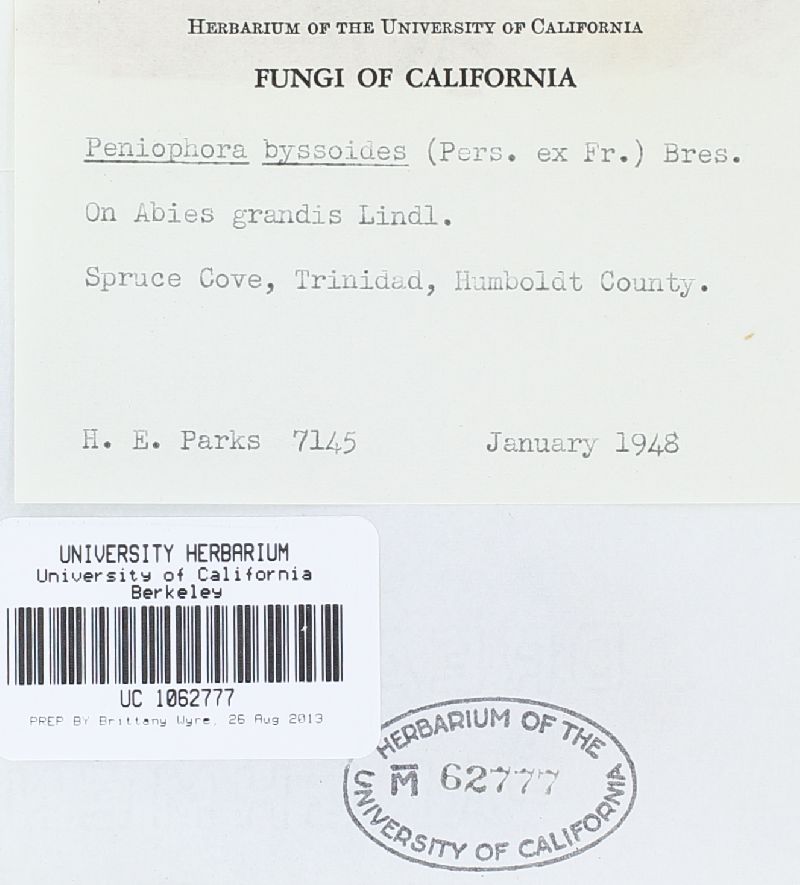 HERBARIUM OF THE UNIVERSITY OF CALIFORNIA
FUNGI OF CALIFORNIA
Peniophora byssoides (Pers. ex Fr.) Bres.
On Abies grandis Lindl.
Spruce Cove, Trinidad, Humboldt County.
H. E. Parks 7145 January 1948
UNIVERSITY HERBARIUM
University of California
Berkeley
UC 1062777
PREP BY Brittany Wyre, 26 Aug 2013
HERBARIUM OF THE
M̅ 62777
UNIVERSITY OF CALIFORNIA